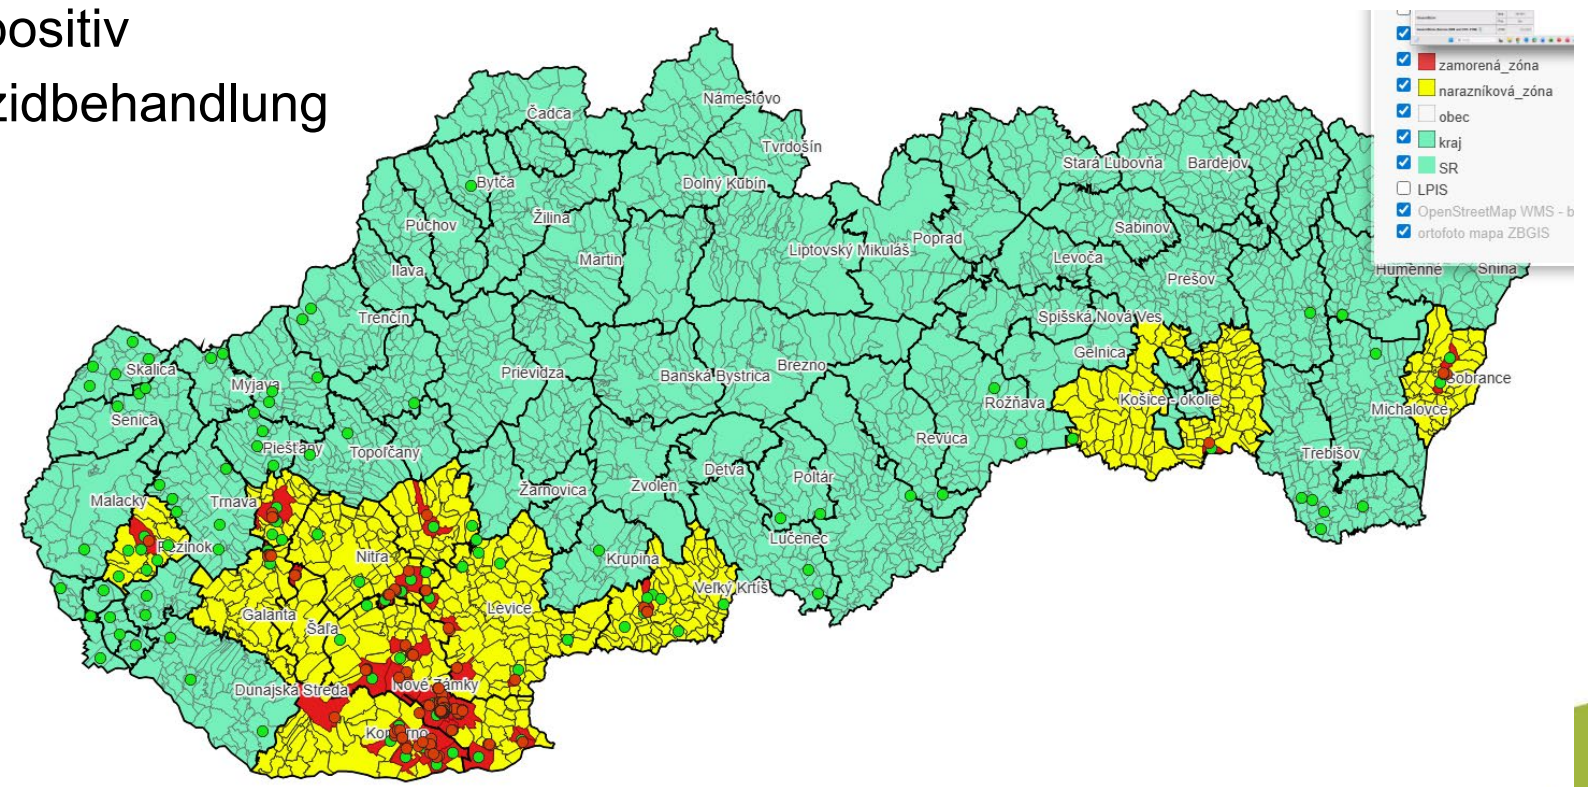 positiv
zidbehandlung
zamorená_zóna
narazníková_zóna
obec
kraj
SR
LPIS
OpenStreetMap WMS - b
ortofoto mapa ZBGIS
Námestovo
Čadca
Tvrdošín
Stará Ľubovňa
Bardejov
Bytča
Dolný Kubín
Žilina
Púchov
Sabinov
Poprad
Liptovský Mikuláš
Martin
Levoča
Ilava
Humenné
Snina
Prešov
Trenčín
Spišská Nová Ves
Gelnica
Skalica
Brezno
Prievidza
Banská Bystrica
Sobrance
Myjava
Košice - okolie
Rožňava
Michalovce
Senica
Revúca
Piešťany
Topoľčany
Trebišov
Detva
Poltár
Zvolen
Žarnovica
Malacky
Trnava
Lučenec
Pezinok
Nitra
Krupina
Veľký Krtíš
Levice
Galanta
Šaľa
Nové Zámky
Dunajská Streda